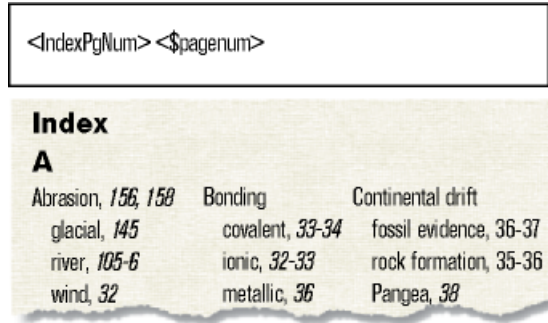 <IndexPgNum><$pagenum>
Index
A
Abrasion, 156, 158
glacial, 145
river, 105-6
wind, 32
Bonding
covalent, 33-34
ionic, 32-33
metallic, 36
Continental drift
fossil evidence, 36-37
rock formation, 35-36
Pangea, 38